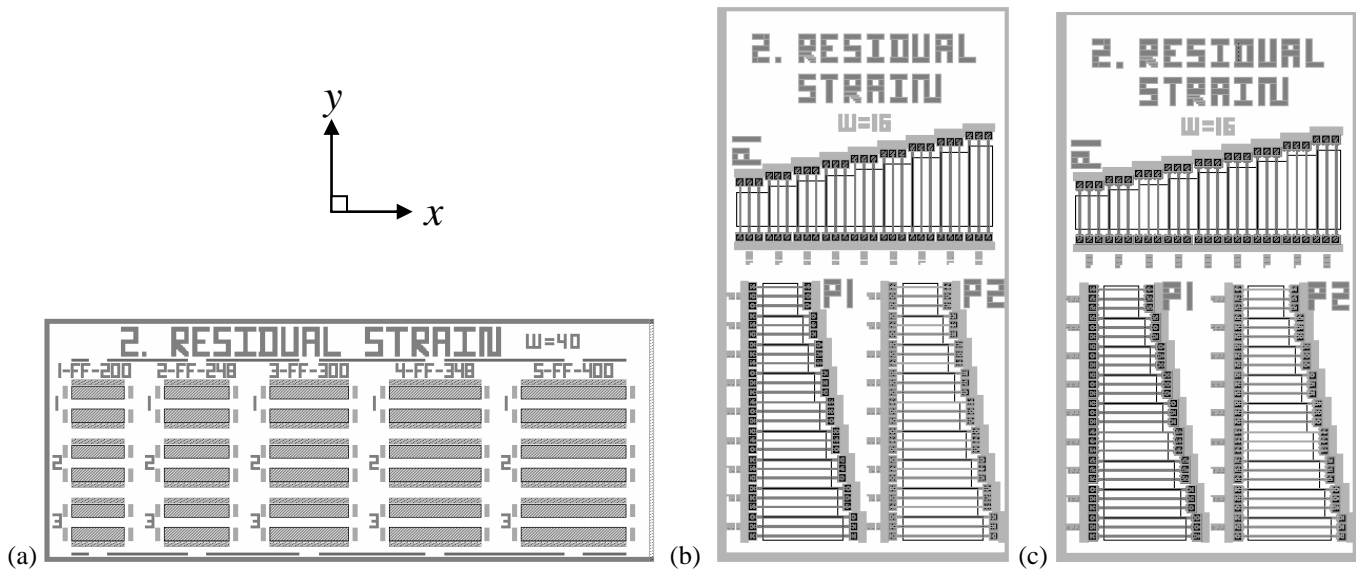 y
x
2. RESIDUAL STRAIN W=40
1-FF-200 2-FF-248 3-FF-300 4-FF-348 5-FF-400
1 1 1 1 1
2 2 2 2 2
3 3 3 3 3
(a)
2. RESIDUAL
STRAIN
W=16
P1
P1 P2
(b)
2. RESIDUAL
STRAIN
W=16
P1
P1 P2
(c)